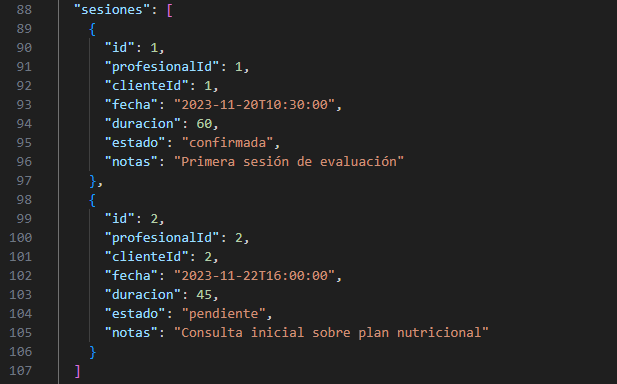 88 "sesiones": [
89 {
90 "id": 1,
91 "profesionalId": 1,
92 "clienteId": 1,
93 "fecha": "2023-11-20T10:30:00",
94 "duracion": 60,
95 "estado": "confirmada",
96 "notas": "Primera sesión de evaluación"
97 },
98 {
99 "id": 2,
100 "profesionalId": 2,
101 "clienteId": 2,
102 "fecha": "2023-11-22T16:00:00",
103 "duracion": 45,
104 "estado": "pendiente",
105 "notas": "Consulta inicial sobre plan nutricional"
106 }
107 ]